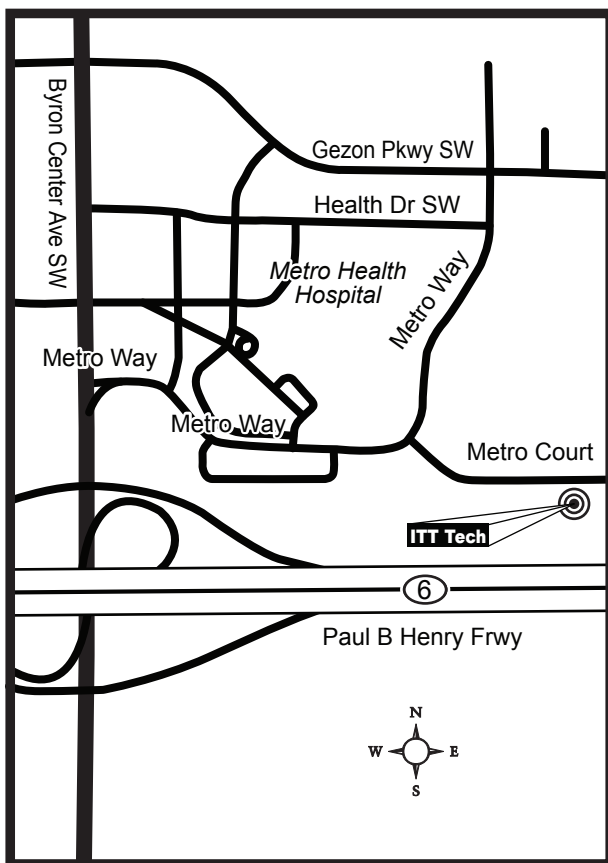 Byron Center Ave SW
Gezon Pkwy SW
Health Dr SW
Metro Health
Hospital
Metro Way
Metro Way
Metro Way
Metro Court
ITT Tech
6
Paul B Henry Frwy
N
W
E
S